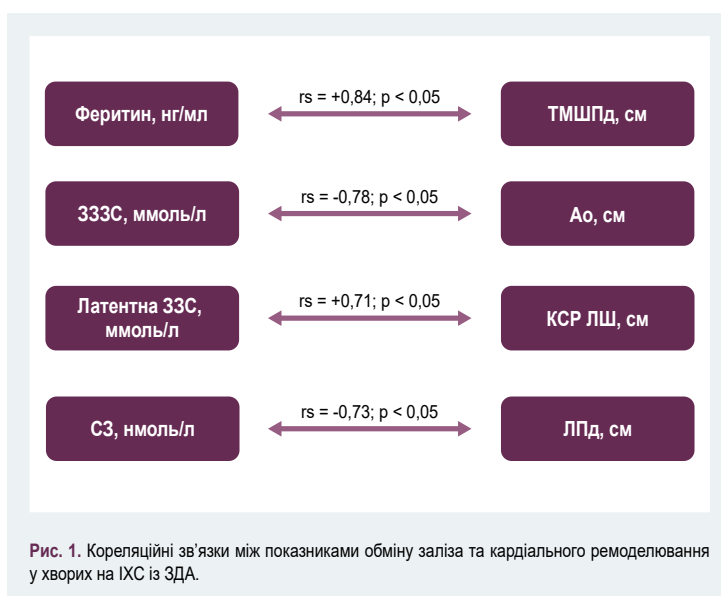 Феритин, нг/мл
rs = +0,84; p < 0,05
ТМШПд, см
ЗЗЗС, ммоль/л
rs = -0,78; p < 0,05
Ао, см
Латентна ЗЗС,
ммоль/л
rs = +0,71; p < 0,05
КСР ЛШ, см
СЗ, нмоль/л
rs = -0,73; p < 0,05
ЛПд, см
Рис. 1. Кореляційні зв’язки між показниками обміну заліза та кардіального ремоделювання
у хворих на ІХС із ЗДА.